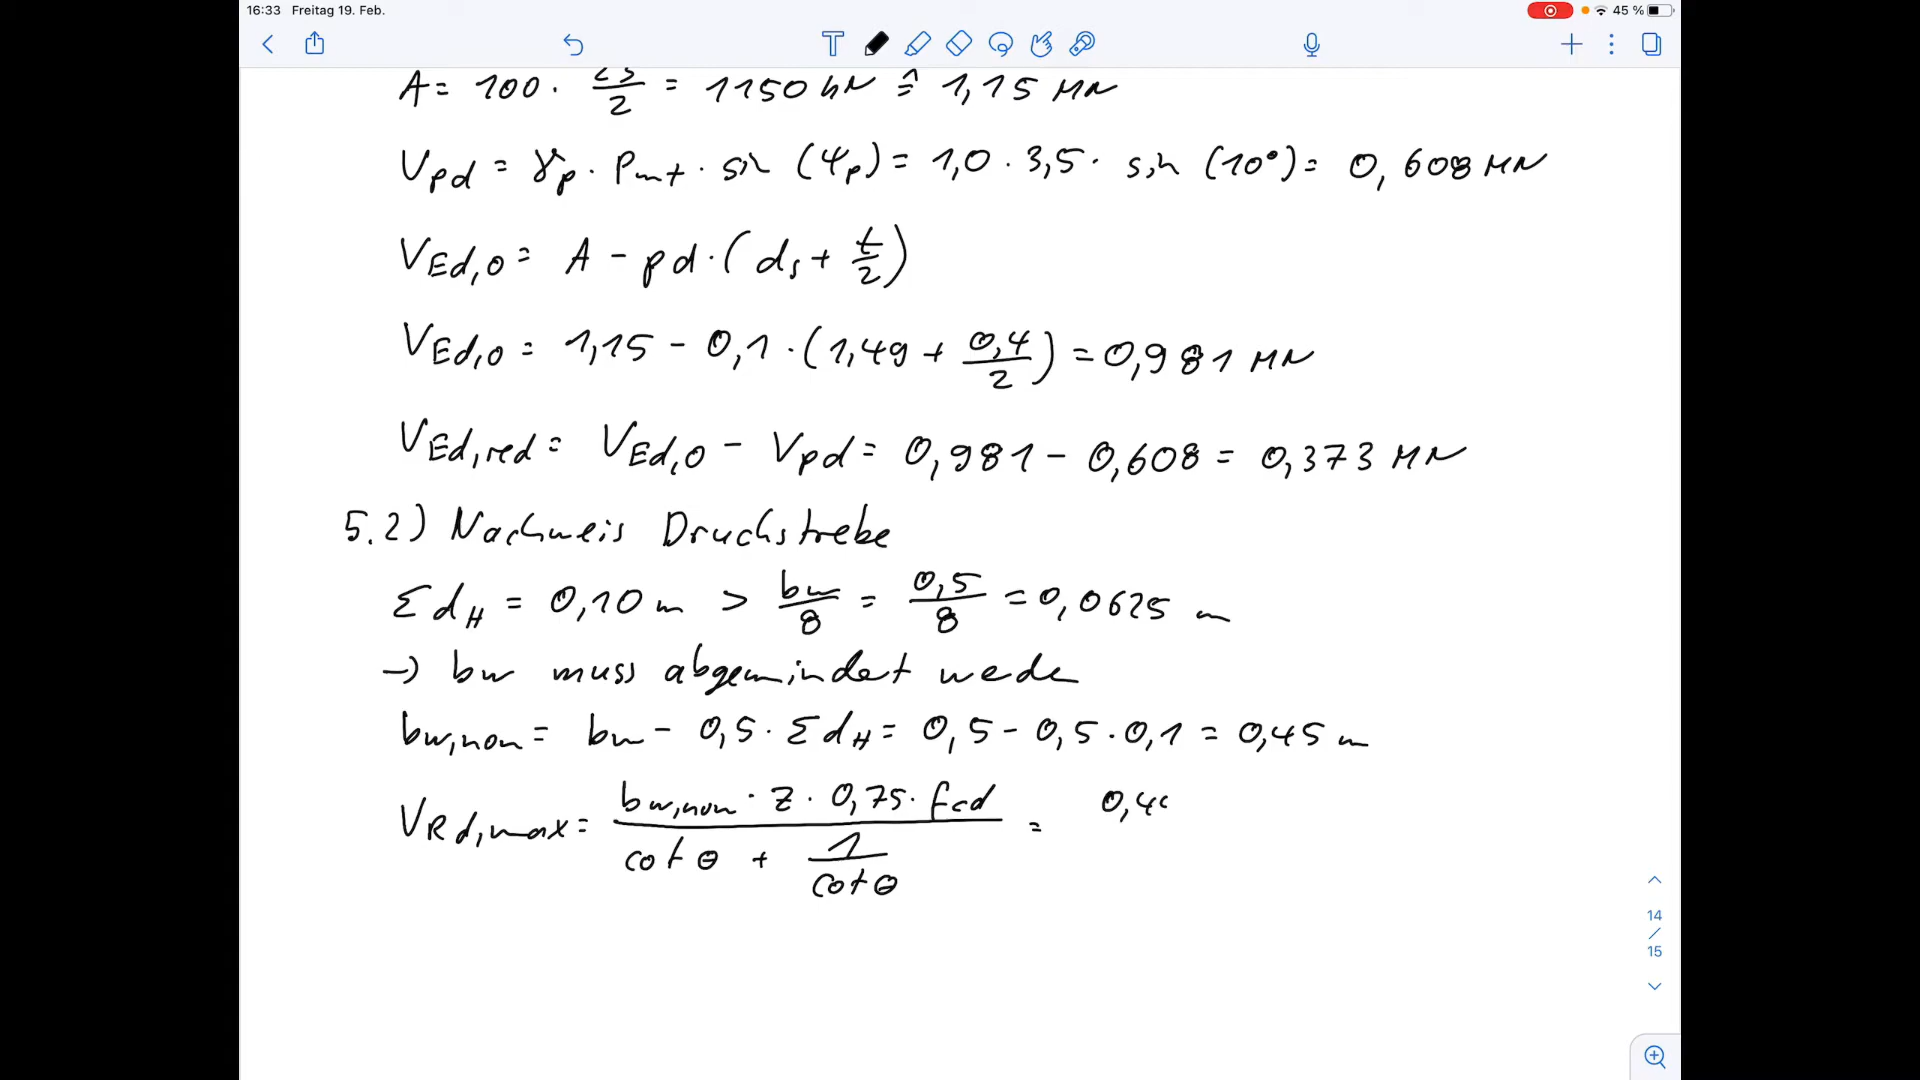 16:33 Freitag 19. Feb. 45 %
T
A = 100 · /2 = 1150 kN ≙ 1,15 MN
Vpd = γp · Pmt · sin (Ψp) = 1,0 · 3,5 · sin (10°) = 0,608 MN
VEd,0 = A - pd · (ds + t/2)
VEd,0 = 1,15 - 0,1 · (1,49 + 0,4/2) = 0,981 MN
VEd,red = VEd,0 - Vpd = 0,981 - 0,608 = 0,373 MN
5.2) Nachweis Druckstrebe
Σ dH = 0,10 m > bw/8 = 0,5/8 = 0,0625 m
→ bw muss abgemindert werden
bw,nom = bw - 0,5 · Σ dH = 0,5 - 0,5 · 0,1 = 0,45 m
VRd,max = bw,nom · z · 0,75 · fcd / (cot θ + 1/cot θ) = 0,4
14
/
15